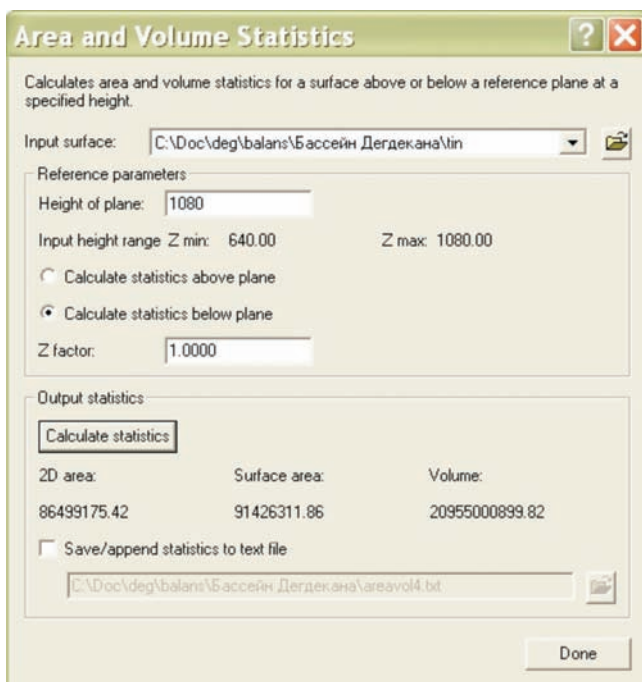 Area and Volume Statistics
Calculates area and volume statistics for a surface above or below a reference plane at a
specified height.
Input surface: C:\Doc\deg\balans\Бассейн Дегдекана\tin
Reference parameters
Height of plane: 1080
Input height range Z min: 640.00 Z max: 1080.00
Calculate statistics above plane
Calculate statistics below plane
Z factor: 1.0000
Output statistics
Calculate statistics
2D area: Surface area: Volume:
86499175.42 91426311.86 20955000899.82
Save/append statistics to text file
C:\Doc\deg\balans\Бассейн Дегдекана\areavol4.txt
Done